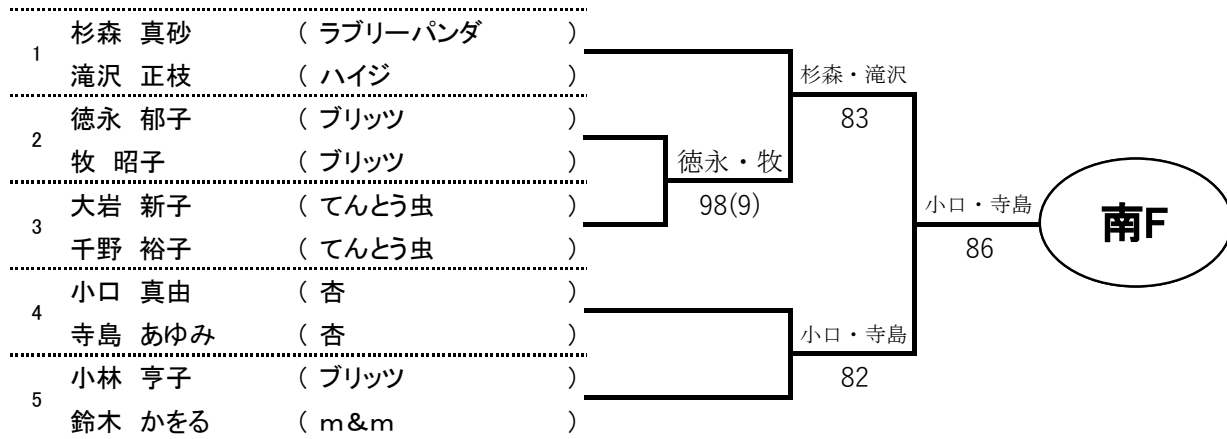 1
杉森 真砂 ( ラブリーパンダ )
滝沢 正枝 ( ハイジ )
2
徳永 郁子 ( ブリッツ )
牧 昭子 ( ブリッツ )
3
大岩 新子 ( てんとう虫 )
千野 裕子 ( てんとう虫 )
4
小口 真由 ( 杏 )
寺島 あゆみ ( 杏 )
5
小林 亨子 ( ブリッツ )
鈴木 かをる ( m&m )
徳永・牧
98(9)
杉森・滝沢
83
小口・寺島
82
小口・寺島
86
南F